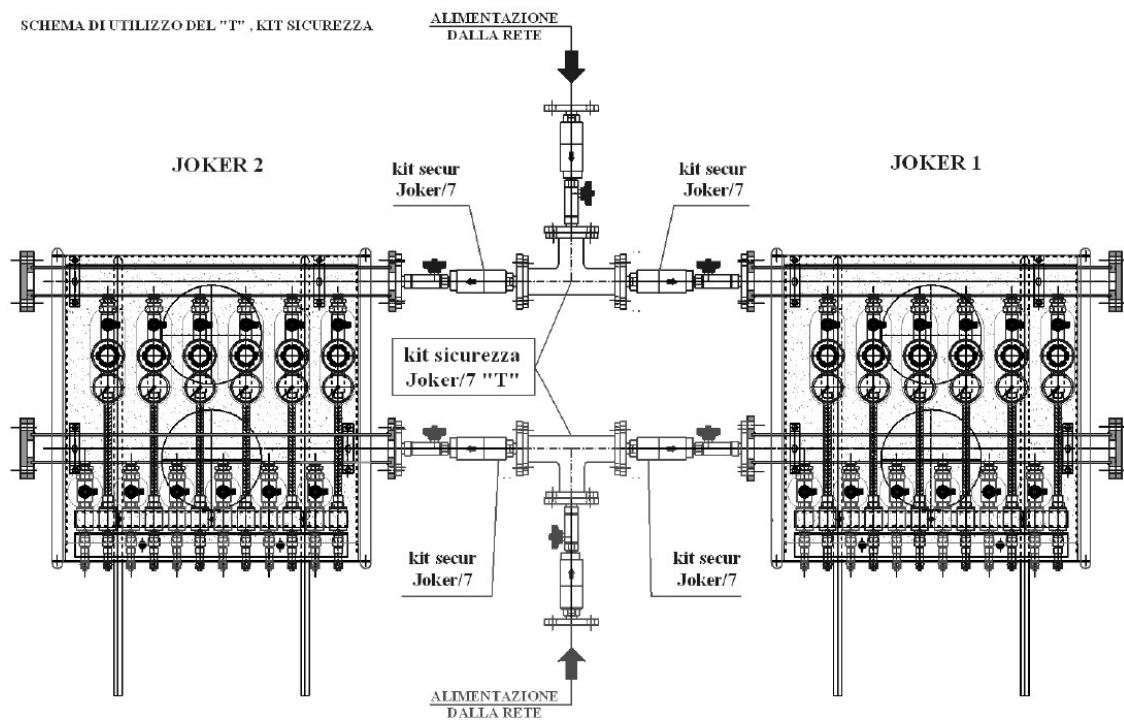 SCHEMA DI UTILIZZO DEL "T" , KIT SICUREZZA
ALIMENTAZIONE
DALLA RETE
JOKER 2
kit secur
Joker/7
kit secur
Joker/7
JOKER 1
kit sicurezza
Joker/7 "T"
kit secur
Joker/7
kit secur
Joker/7
ALIMENTAZIONE
DALLA RETE